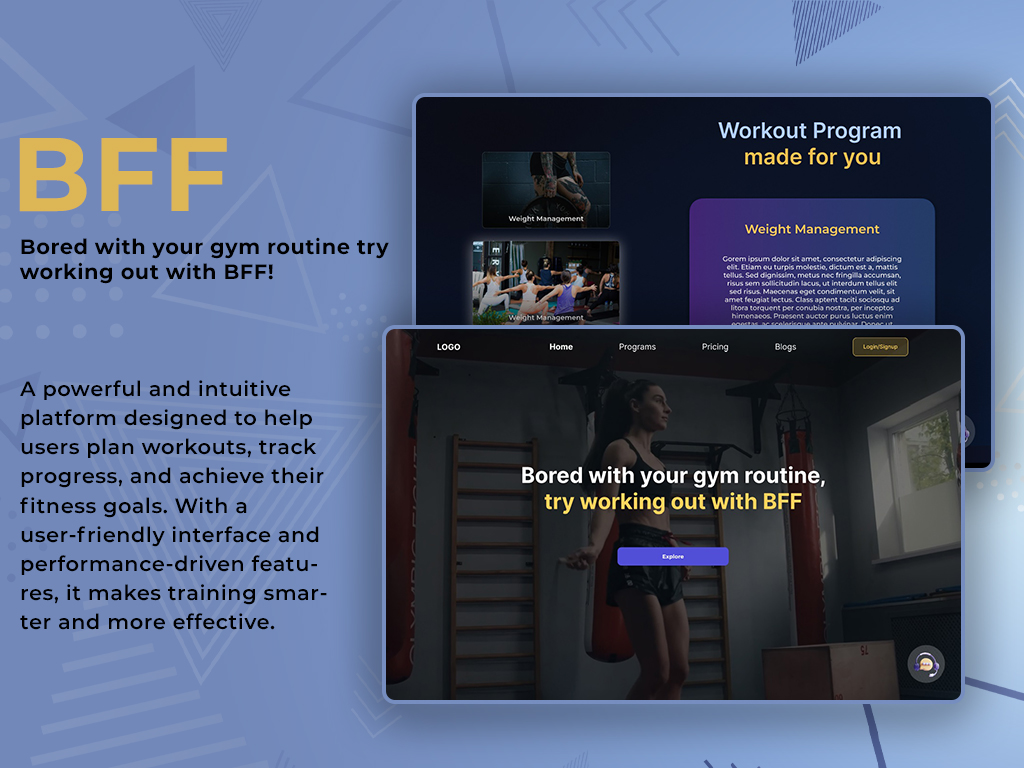 BFF
Bored with your gym routine try
working out with BFF!
A powerful and intuitive
platform designed to help
users plan workouts, track
progress, and achieve their
fitness goals. With a
user-friendly interface and
performance-driven featu-
res, it makes training smar-
ter and more effective.
Workout Program
made for you
Weight Management
Weight Management
Weight Management
Gorem ipsum dolor sit amet, consectetur adipiscing
elit. Etiam eu turpis molestie, dictum est a, mattis
tellus. Sed dignissim, metus nec fringilla accumsan,
risus sem sollicitudin lacus, ut interdum tellus elit
sed risus. Maecenas eget condimentum velit, sit
amet feugiat lectus. Class aptent taciti sociosqu ad
litora torquent per conubia nostra, per inceptos
himenaeos. Praesent auctor purus luctus enim
egestas, ac scelerisque ante pulvinar. Donec ut
LOGO
Home
Programs
Pricing
Blogs
Login/Signup
Bored with your gym routine,
try working out with BFF
Explore
75